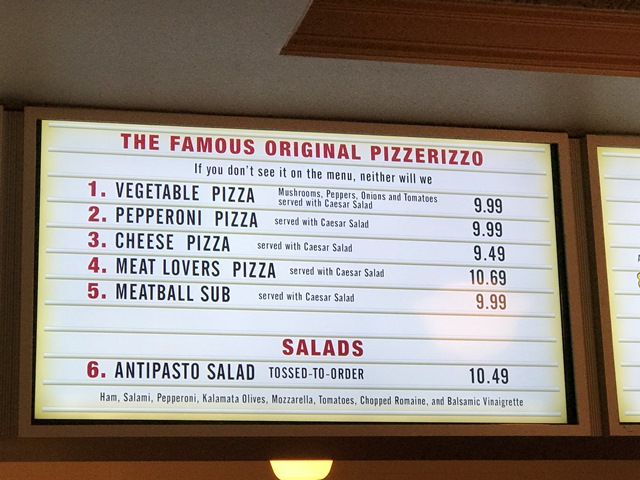 THE FAMOUS ORIGINAL PIZZERIZZO
If you don't see it on the menu, neither will we
1. VEGETABLE PIZZA Mushrooms, Peppers, Onions and Tomatoes served with Caesar Salad 9.99
2. PEPPERONI PIZZA served with Caesar Salad 9.99
3. CHEESE PIZZA served with Caesar Salad 9.49
4. MEAT LOVERS PIZZA served with Caesar Salad 10.69
5. MEATBALL SUB served with Caesar Salad 9.99
SALADS
6. ANTIPASTO SALAD TOSSED-TO-ORDER 10.49
Ham, Salami, Pepperoni, Kalamata Olives, Mozzarella, Tomatoes, Chopped Romaine, and Balsamic Vinaigrette